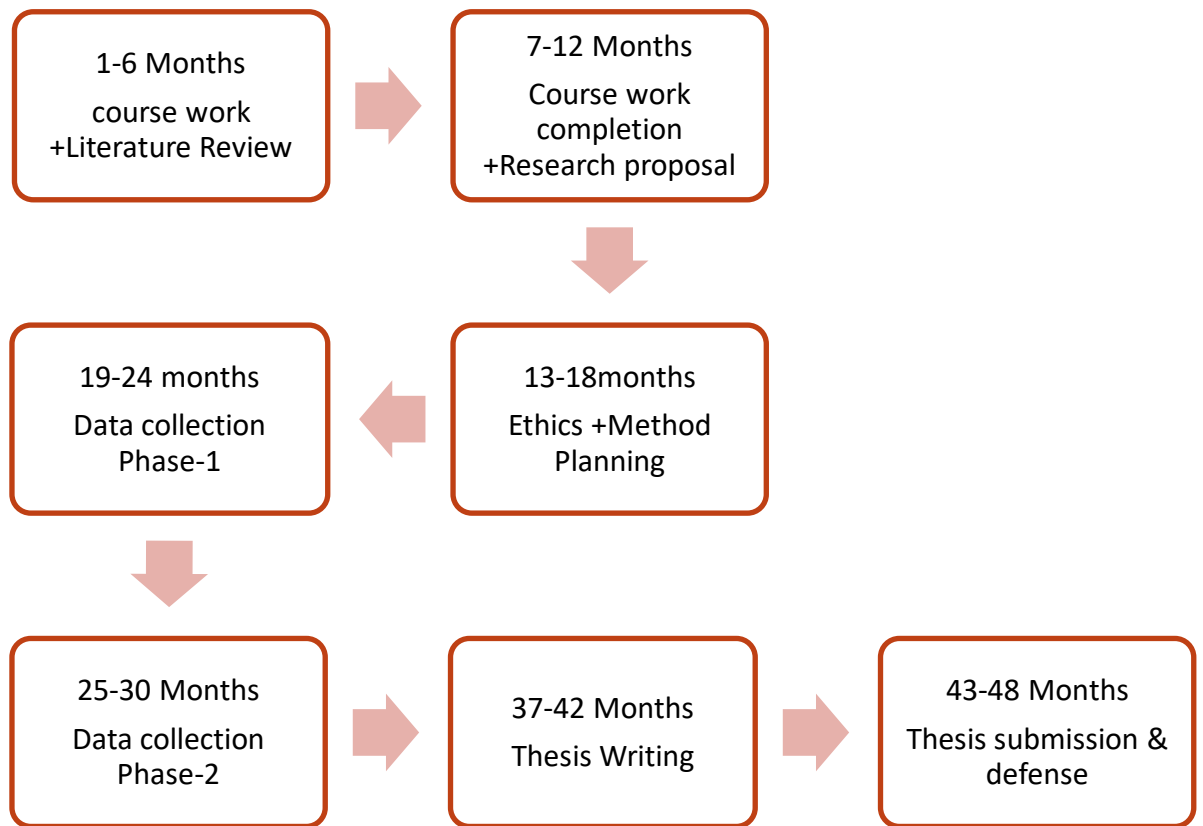 1-6 Months
course work
+Literature Review
7-12 Months
Course work
completion
+Research proposal
13-18months
Ethics +Method
Planning
19-24 months
Data collection
Phase-1
25-30 Months
Data collection
Phase-2
37-42 Months
Thesis Writing
43-48 Months
Thesis submission &
defense